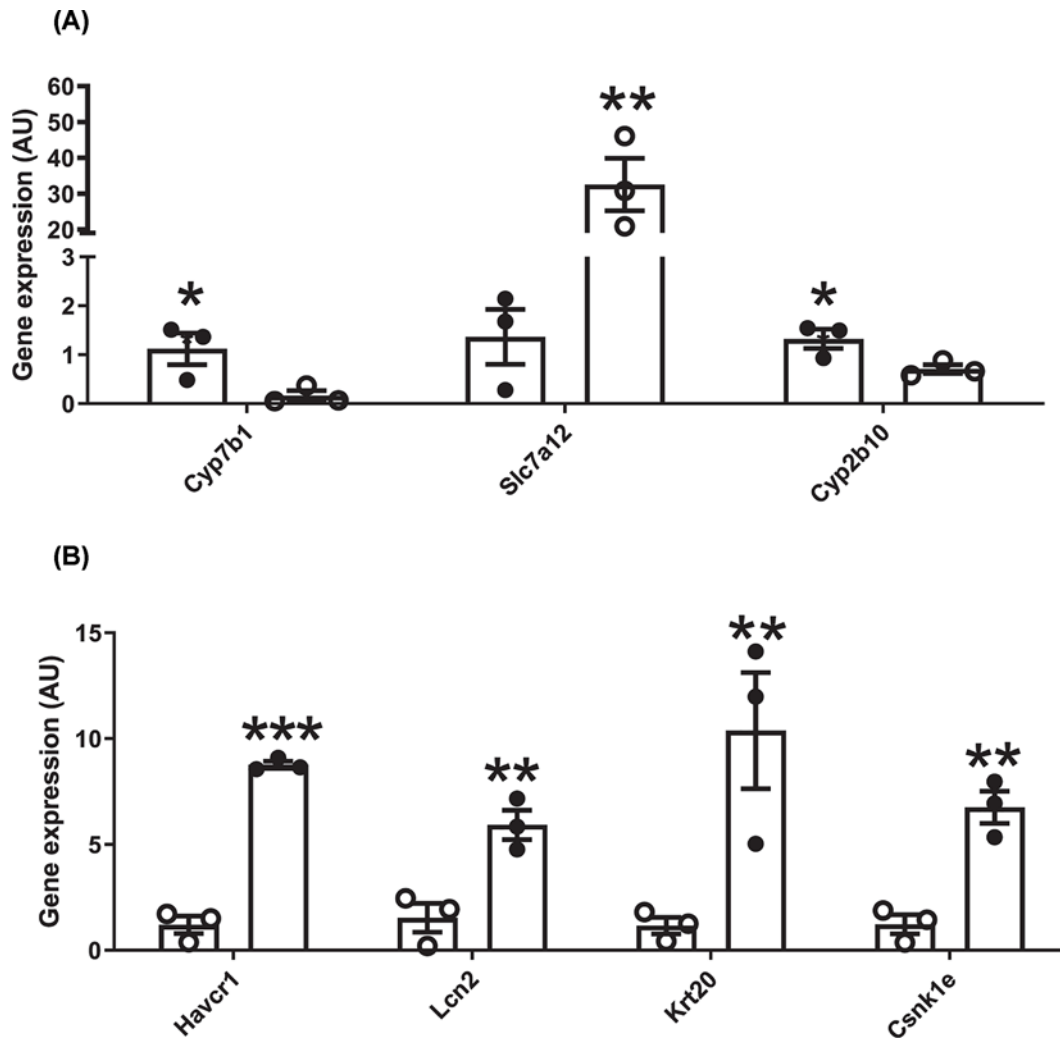 (A)
Gene expression (AU)
60
50
40
30
20
3
2
1
0
*
**
*
Cyp7b1
Slc7a12
Cyp2b10
(B)
Gene expression (AU)
15
10
5
0
***
**
**
**
Havcr1
Lcn2
Krt20
Csnk1e